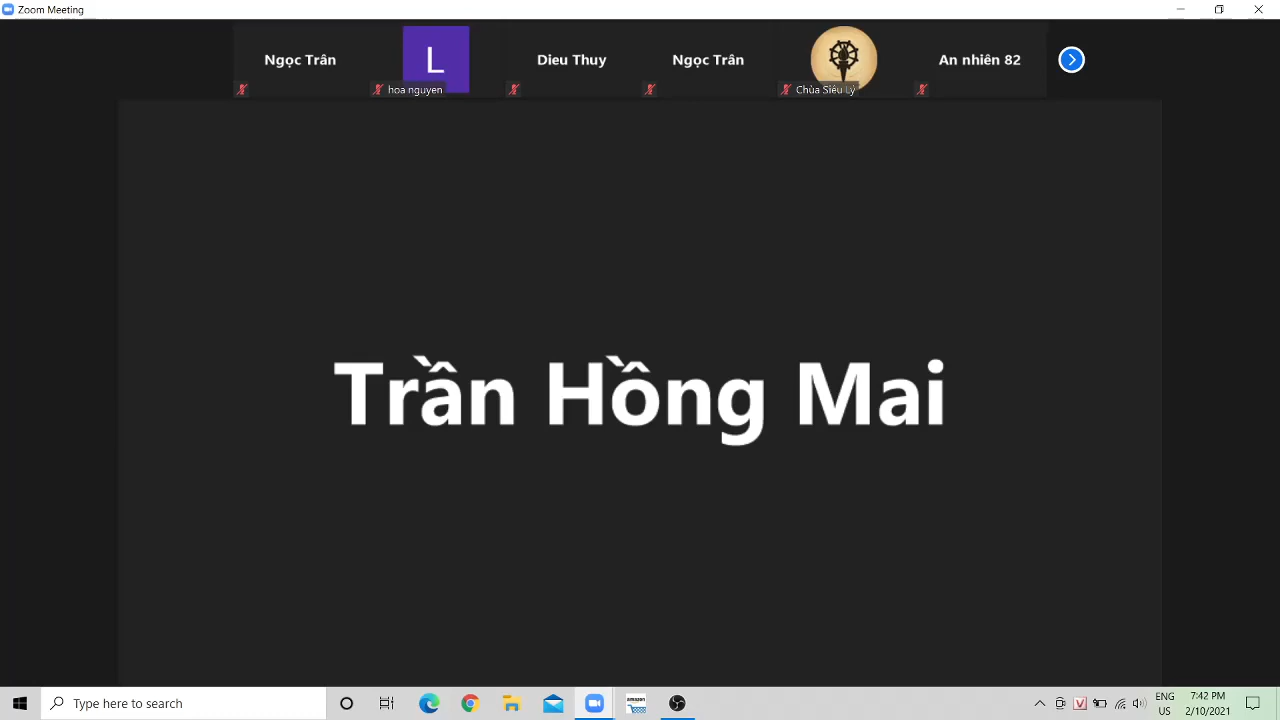 Zoom Meeting
Ngọc Trân
L
hoa nguyen
Dieu Thuy
Ngọc Trân
Chùa Siêu Lý
An nhiên 82
Trần Hồng Mai
Type here to search
amazon
V
ENG
US
7:42 PM
2/10/2021